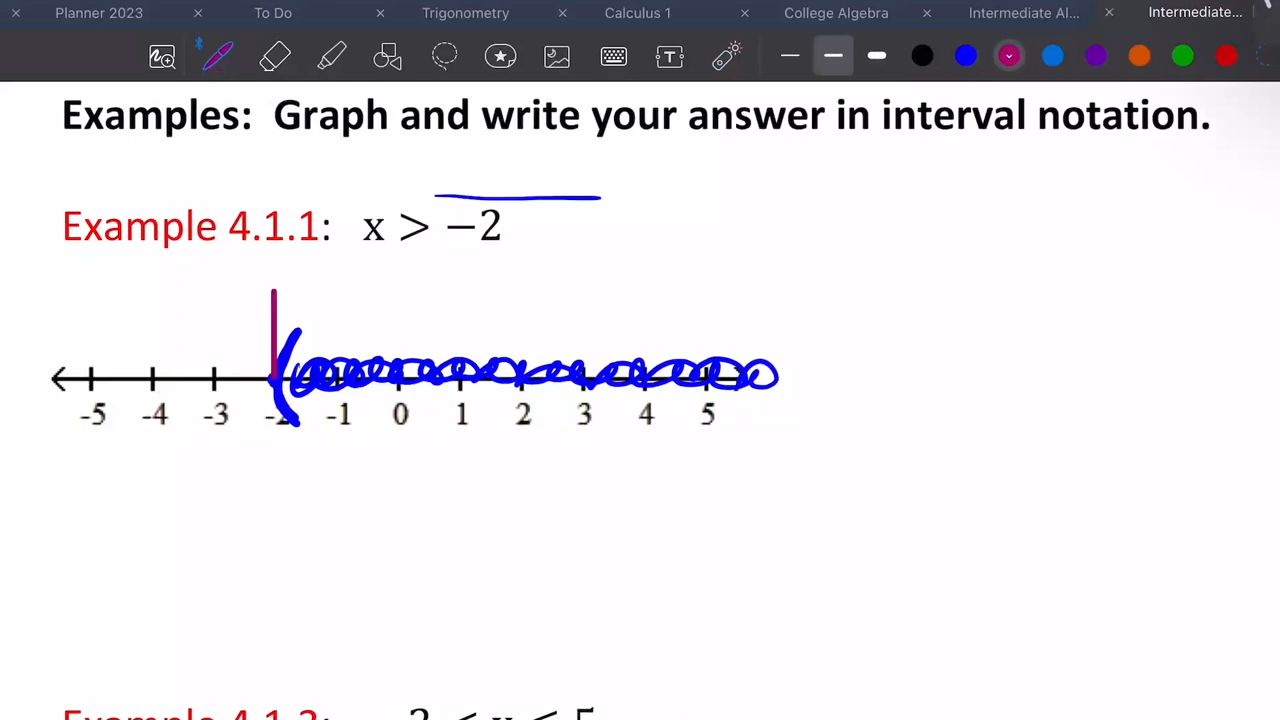 Planner 2023 To Do Trigonometry Calculus 1 College Algebra Intermediate Al... Intermediate...
Examples: Graph and write your answer in interval notation.
Example 4.1.1: x > −2
(
-5 -4 -3 -2 -1 0 1 2 3 4 5